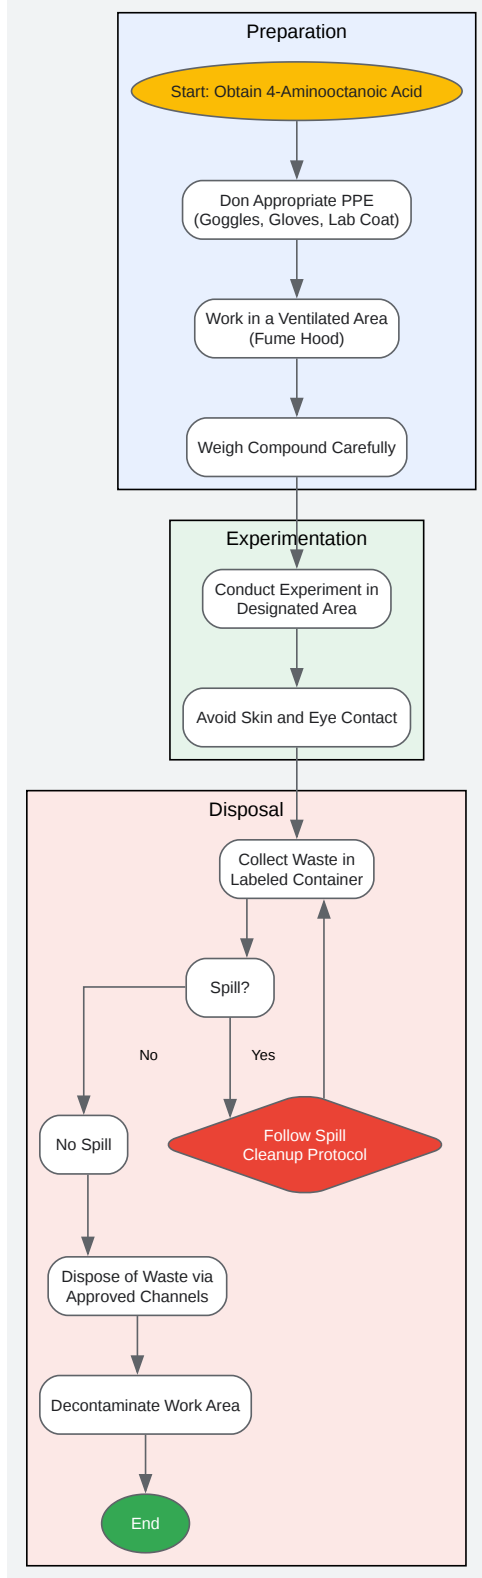 Preparation
Start: Obtain 4-Aminooctanoic Acid
Don Appropriate PPE
(Goggles, Gloves, Lab Coat)
Work in a Ventilated Area
(Fume Hood)
Weigh Compound Carefully
Experimentation
Conduct Experiment in
Designated Area
Avoid Skin and Eye Contact
Disposal
Collect Waste in
Labeled Container
Spill?
No
Yes
No Spill
Follow Spill
Cleanup Protocol
Dispose of Waste via
Approved Channels
Decontaminate Work Area
End